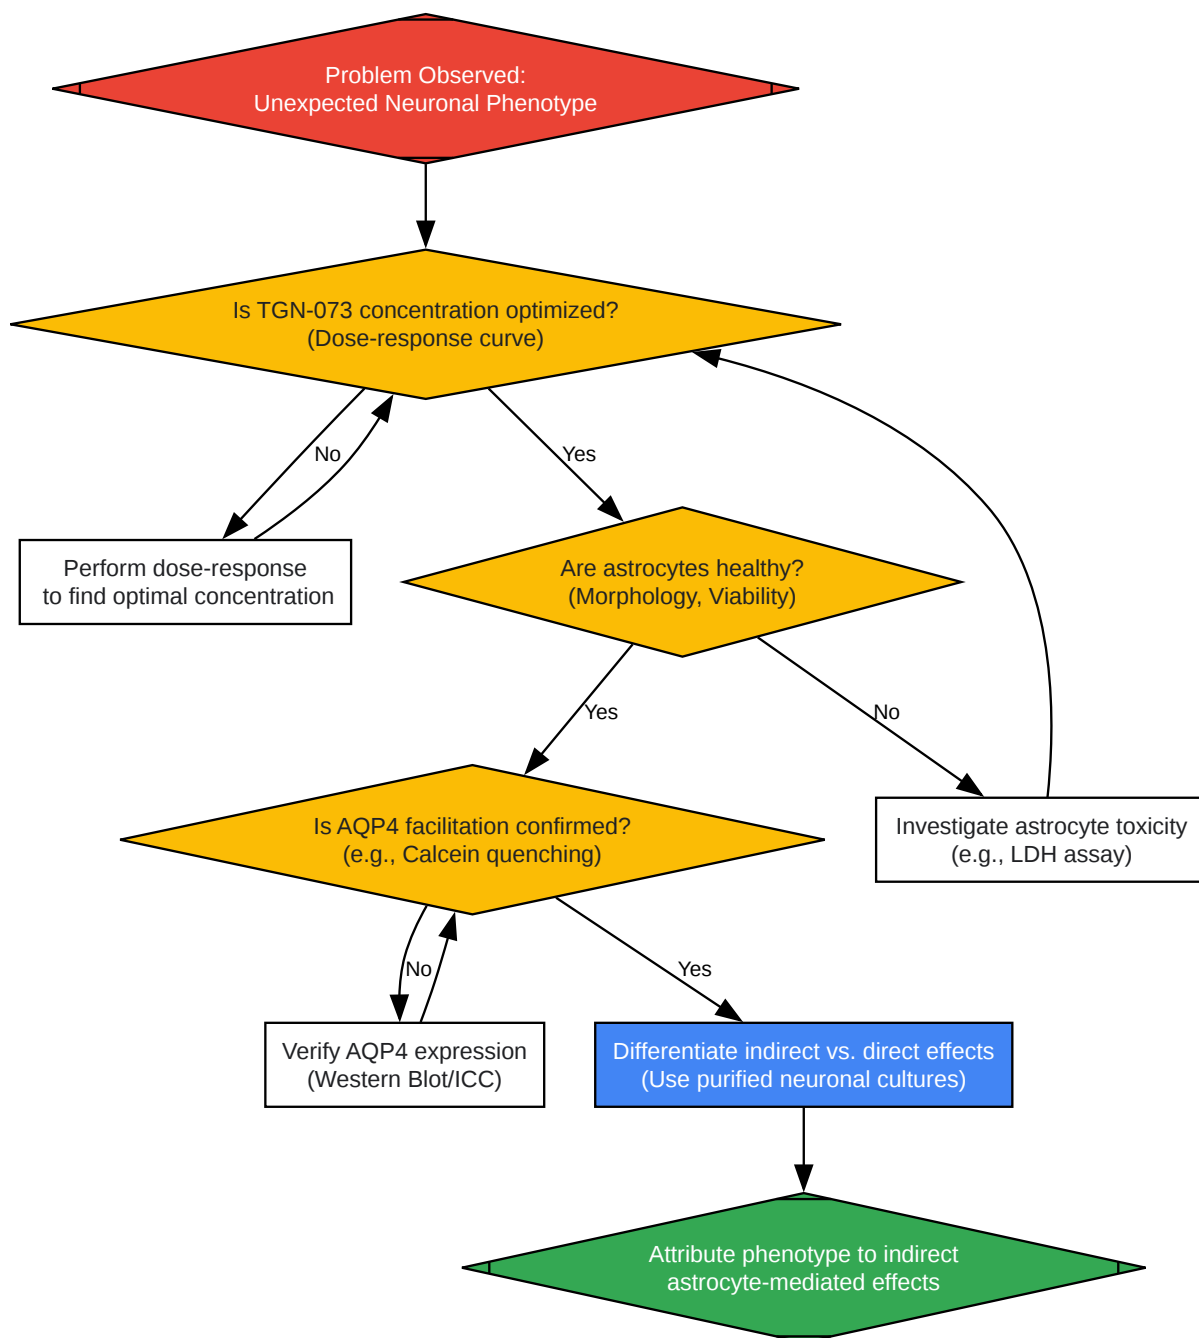 Problem Observed:
Unexpected Neuronal Phenotype
Is TGN-073 concentration optimized?
(Dose-response curve)
No
Yes
Perform dose-response
to find optimal concentration
Are astrocytes healthy?
(Morphology, Viability)
Yes
No
Is AQP4 facilitation confirmed?
(e.g., Calcein quenching)
Investigate astrocyte toxicity
(e.g., LDH assay)
No
Yes
Verify AQP4 expression
(Western Blot/ICC)
Differentiate indirect vs. direct effects
(Use purified neuronal cultures)
Attribute phenotype to indirect
astrocyte-mediated effects